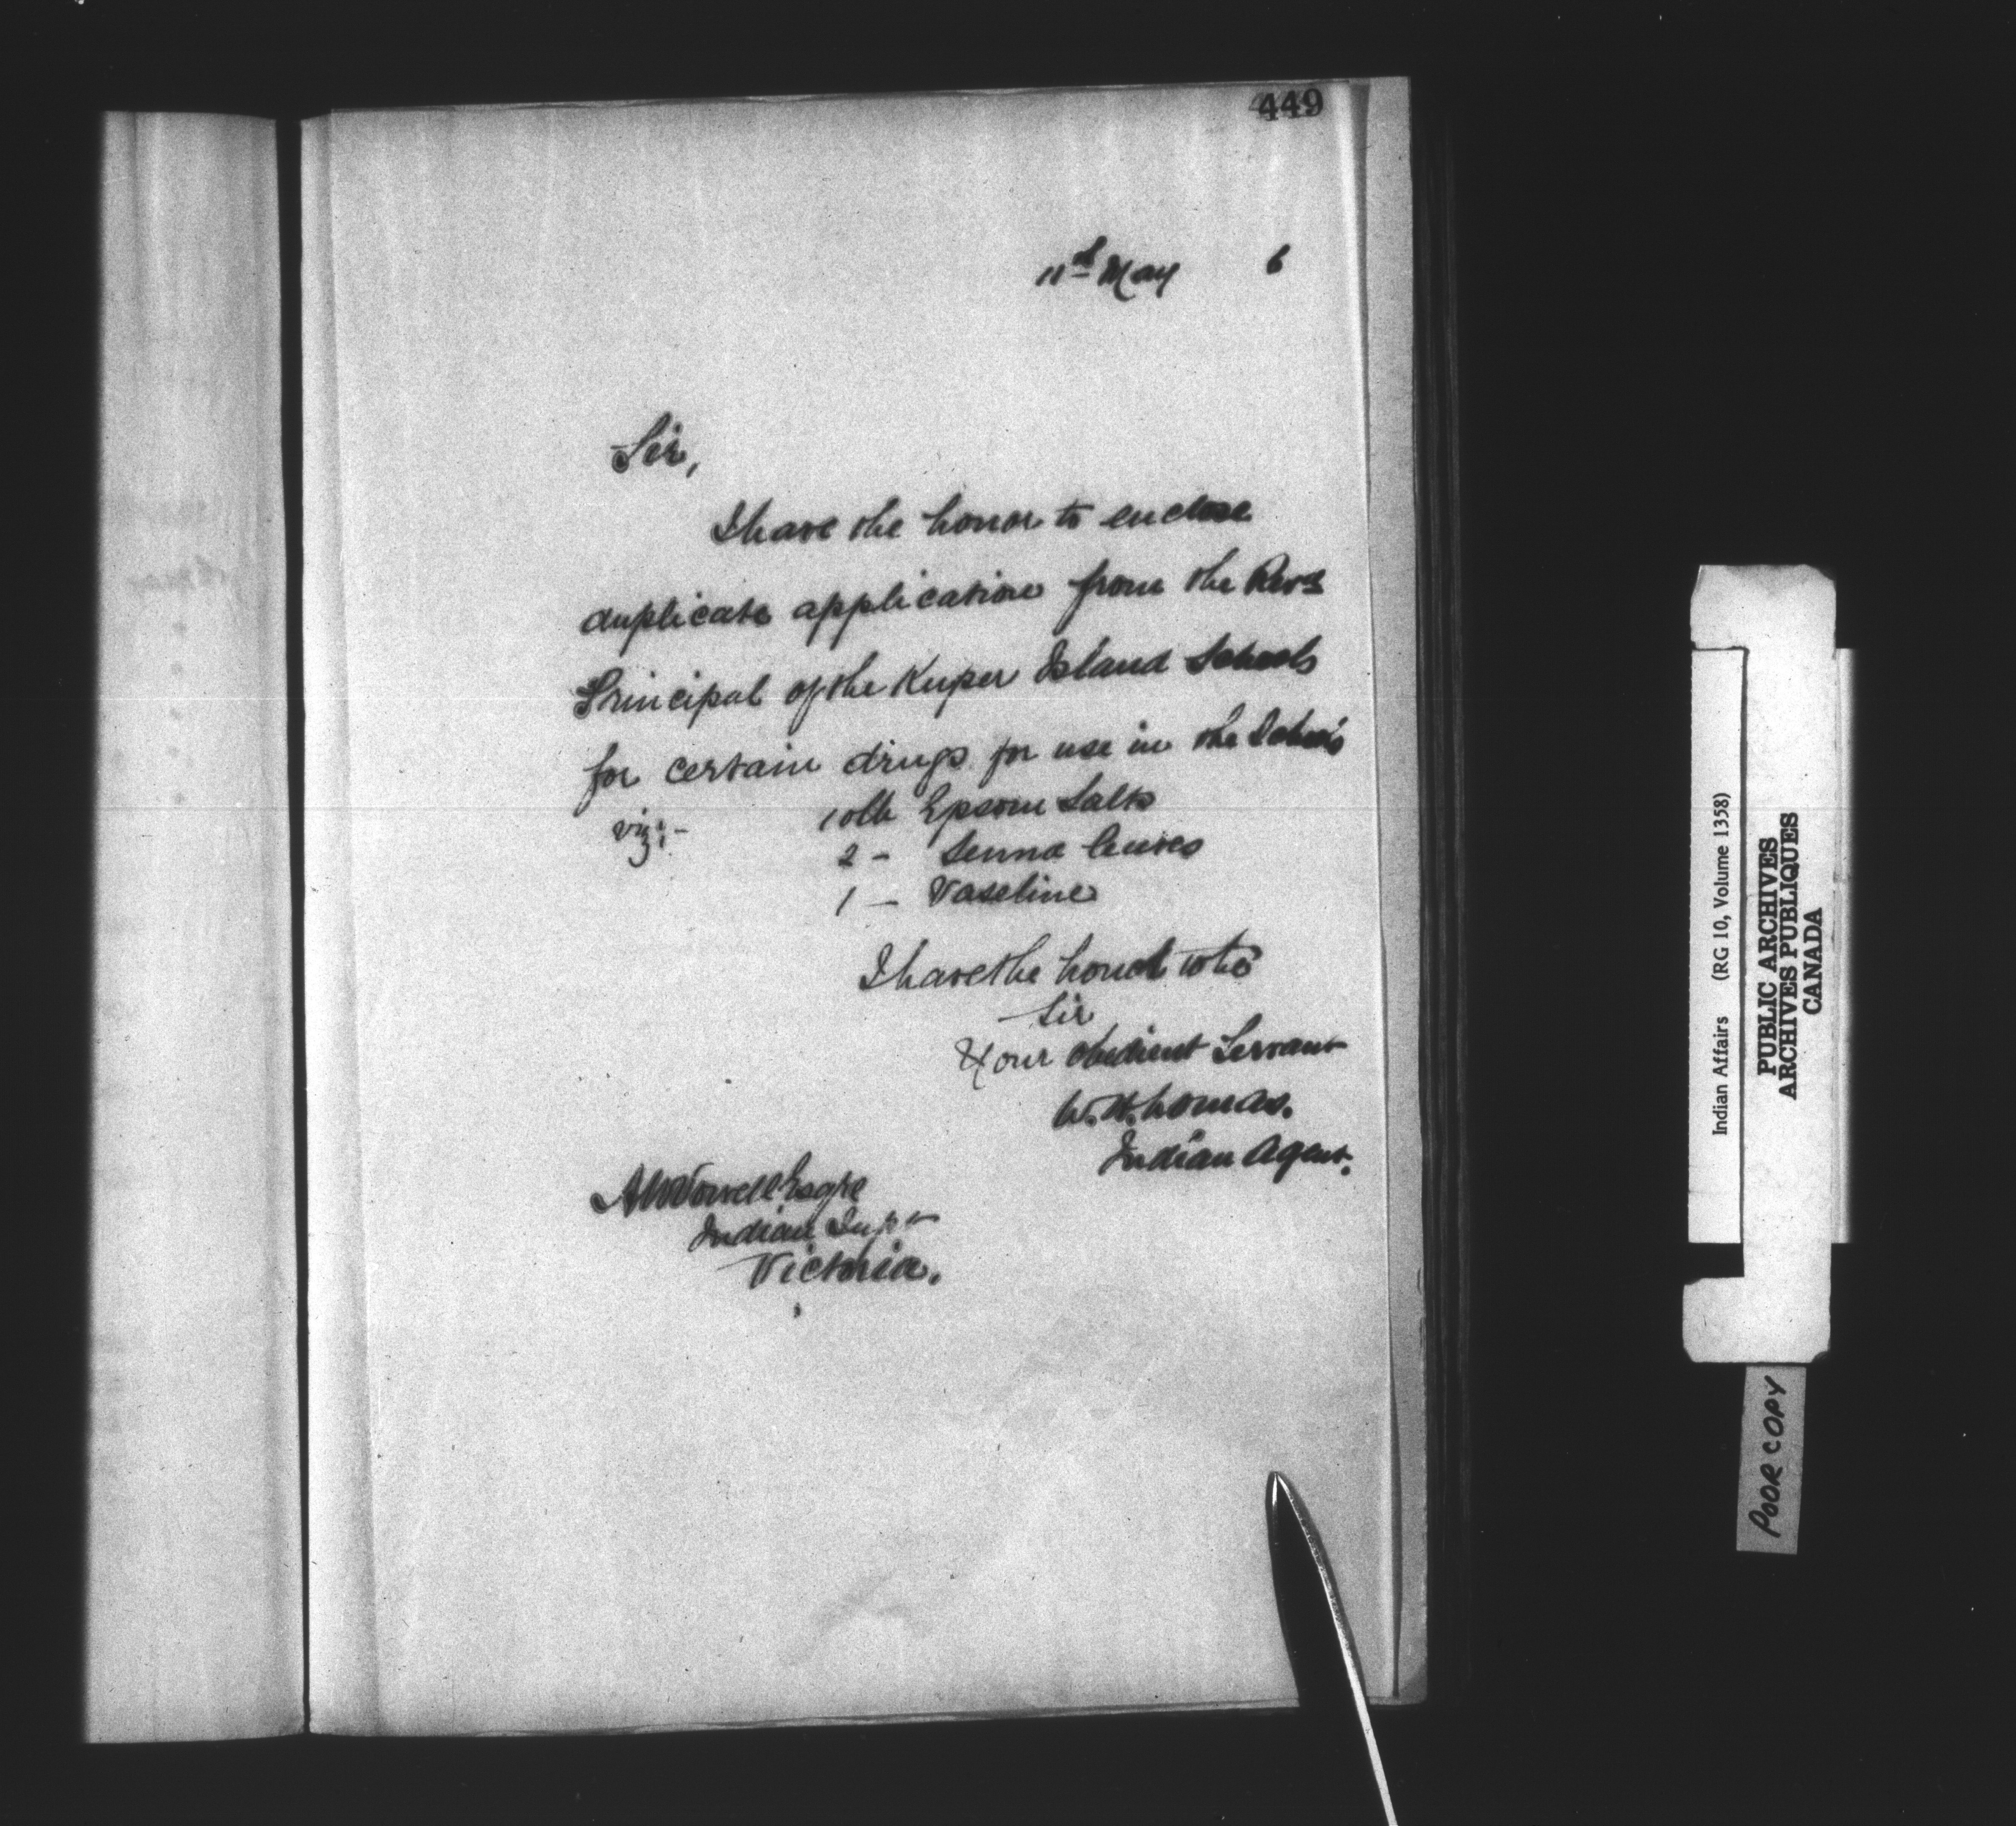 449
11th May 6
Sir,
I have the honor to enclose
duplicate application from the Revd
Principal of the Kuper Island Schools
for certain drugs for use in the Schools
viz:- 10 lb Epsom Salts
2 - Senna leaves
1 - Vaseline
I have the honor to be
Sir
Your obedient Servant
W. H. Lomas.
Indian Agent.
A W Vowell Esqre
Indian Supt
Victoria.
Indian Affairs (RG 10, Volume 1358)
PUBLIC ARCHIVES
ARCHIVES PUBLIQUES
CANADA
POOR COPY